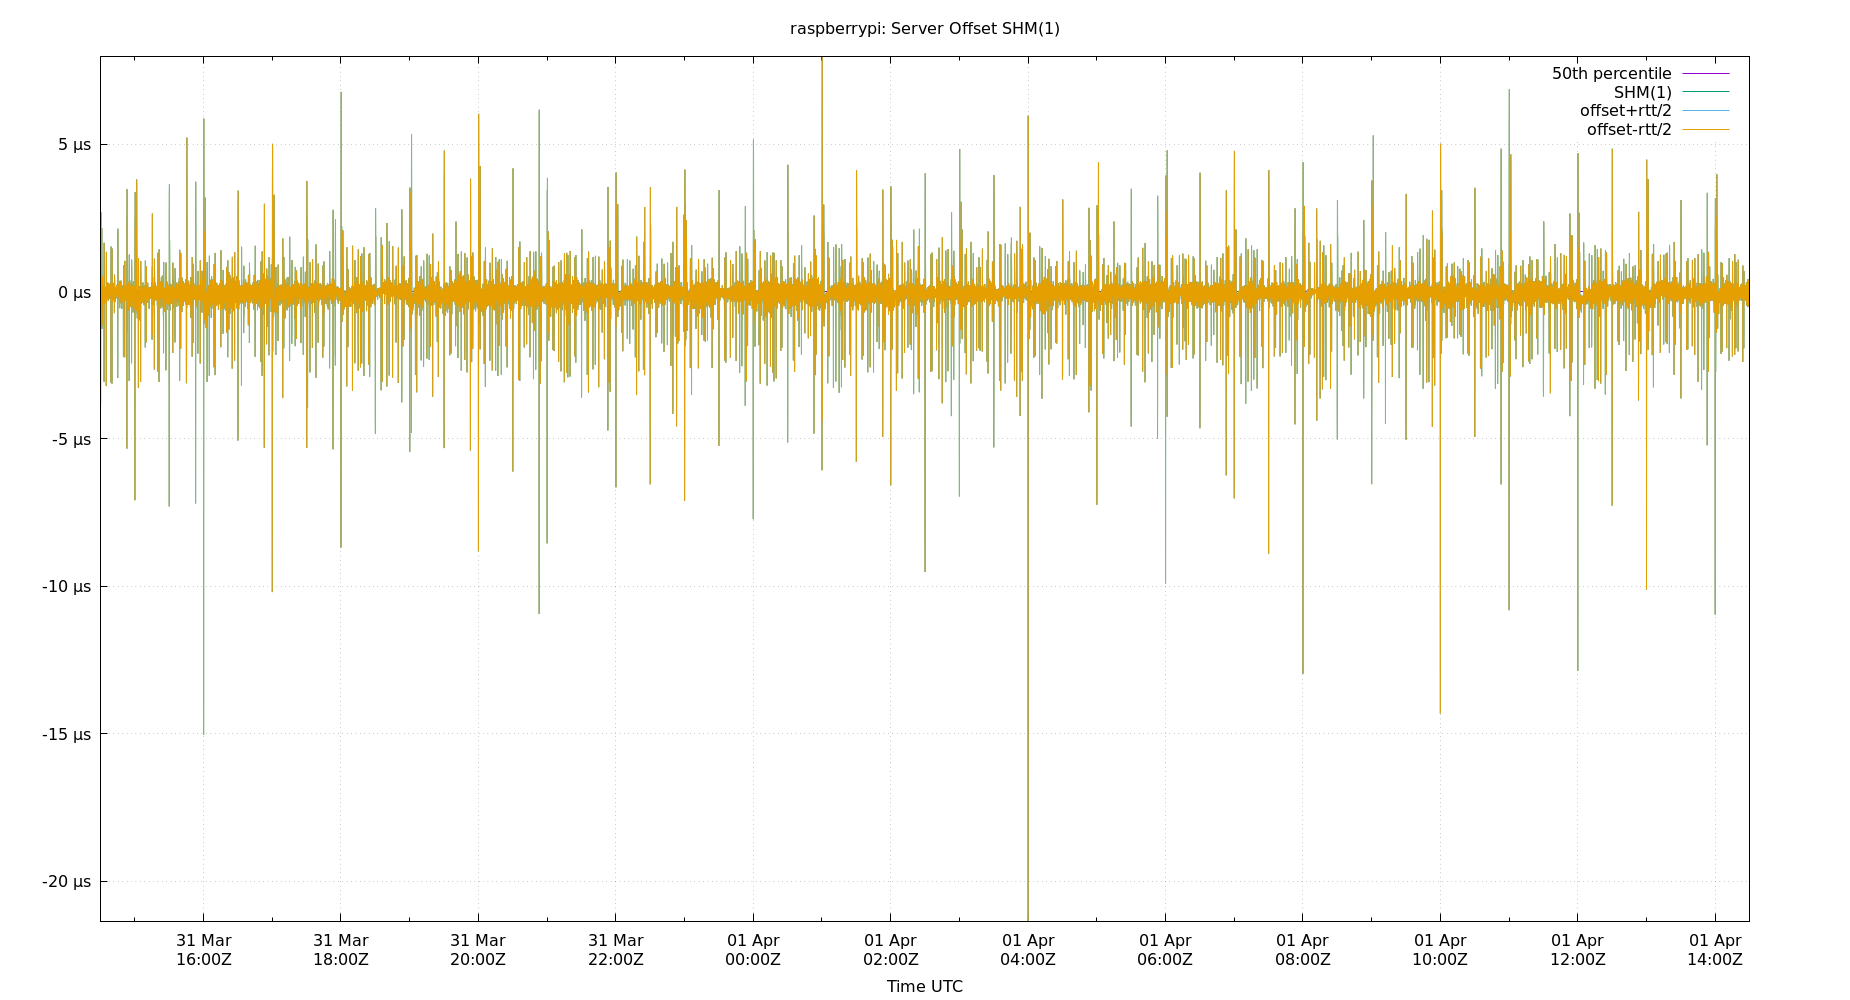 raspberrypi: Server Offset SHM(1)
50th percentile
SHM(1)
offset+rtt/2
offset-rtt/2
5 µs
0 µs
-5 µs
-10 µs
-15 µs
-20 µs
31 Mar 31 Mar 31 Mar 31 Mar 01 Apr 01 Apr 01 Apr 01 Apr 01 Apr 01 Apr 01 Apr 01 Apr
16:00Z 18:00Z 20:00Z 22:00Z 00:00Z 02:00Z 04:00Z 06:00Z 08:00Z 10:00Z 12:00Z 14:00Z
Time UTC